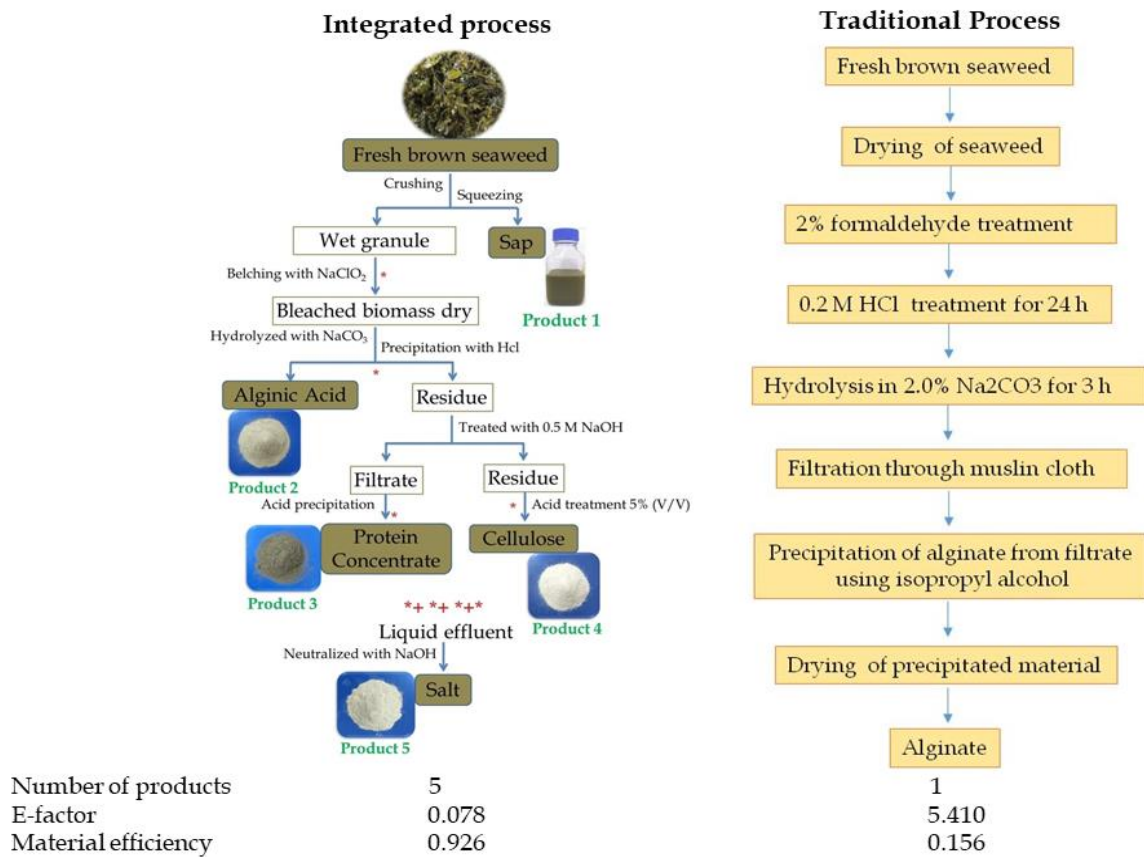 Integrated process
Fresh brown seaweed
Crushing
Squeezing
Wet granule
Sap
Belching with NaClO₂ *
Product 1
Bleached biomass dry
Hydrolyzed with NaCO₃
Precipitation with Hcl
*
Alginic Acid
Residue
Product 2
Treated with 0.5 M NaOH
Filtrate
Residue
Acid precipitation
*
* Acid treatment 5% (V/V)
Protein
Concentrate
Cellulose
Product 3
Product 4
*+ *+ *+*
Liquid effluent
Neutralized with NaOH
Salt
Product 5
Traditional Process
Fresh brown seaweed
Drying of seaweed
2% formaldehyde treatment
0.2 M HCl treatment for 24 h
Hydrolysis in 2.0% Na2CO3 for 3 h
Filtration through muslin cloth
Precipitation of alginate from filtrate
using isopropyl alcohol
Drying of precipitated material
Alginate
Number of products 5 1
E-factor 0.078 5.410
Material efficiency 0.926 0.156